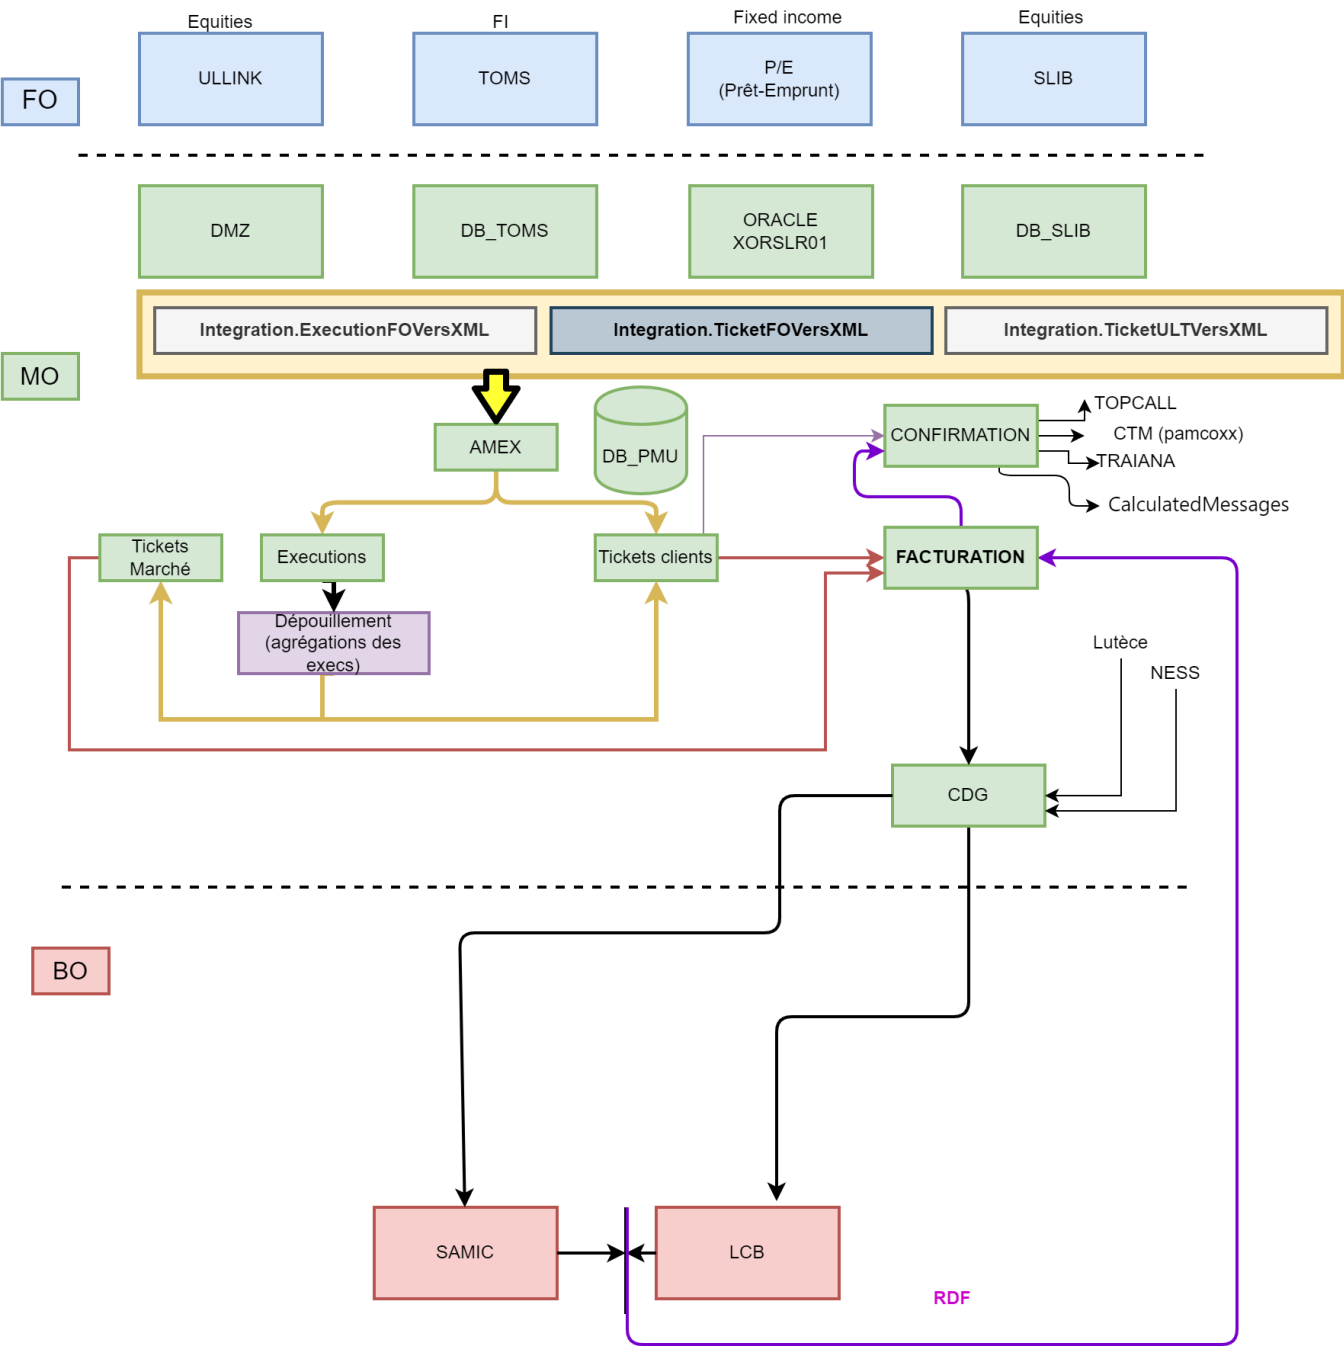 Equities
FI
Fixed income
Equities
FO
ULLINK
TOMS
P/E
(Prêt-Emprunt)
SLIB
DMZ
DB_TOMS
ORACLE
XORSLR01
DB_SLIB
Integration.ExecutionFOVersXML
Integration.TicketFOVersXML
Integration.TicketULTVersXML
MO
AMEX
DB_PMU
CONFIRMATION
TOPCALL
CTM (pamcoxx)
TRAIANA
CalculatedMessages
Tickets
Marché
Executions
Tickets clients
FACTURATION
Dépouillement
(agrégations des
execs)
Lutèce
NESS
CDG
BO
SAMIC
LCB
RDF